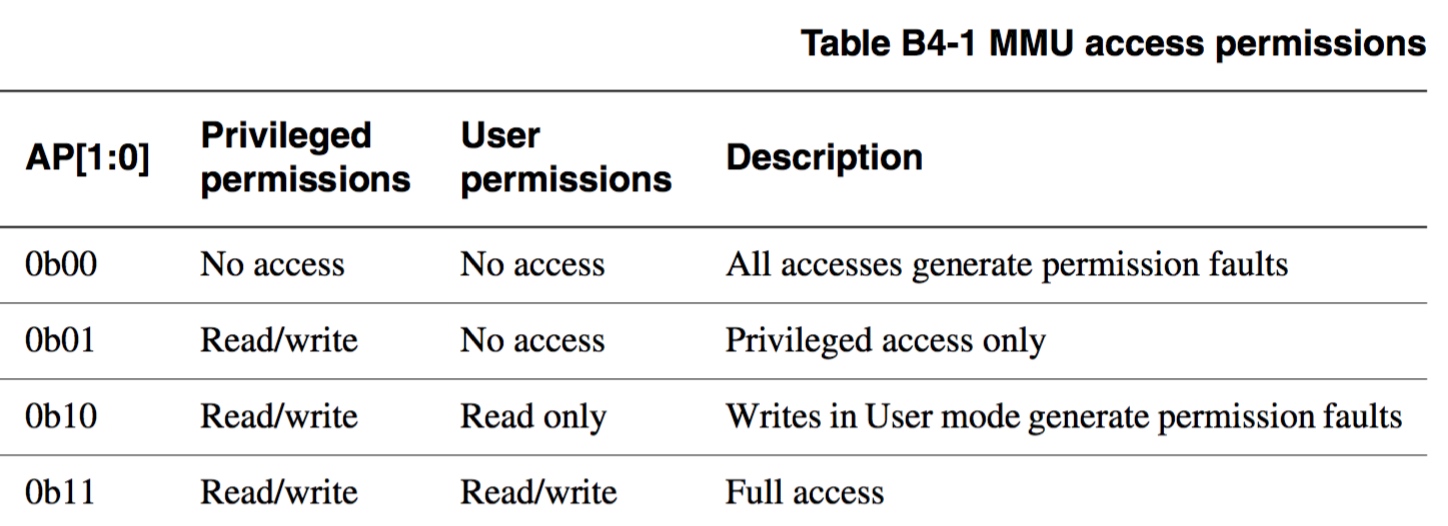 Table B4-1 MMU access permissions
AP[1:0] Privileged permissions User permissions Description
0b00 No access No access All accesses generate permission faults
0b01 Read/write No access Privileged access only
0b10 Read/write Read only Writes in User mode generate permission faults
0b11 Read/write Read/write Full access